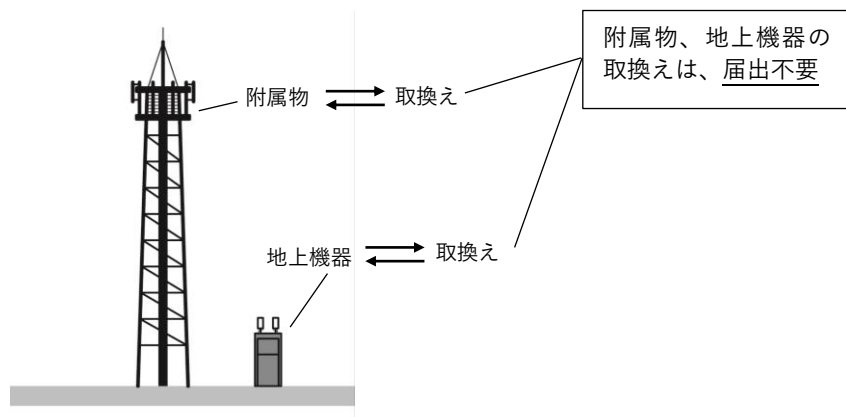 附属物、地上機器の
取換えは、届出不要
附属物
取換え
地上機器
取換え